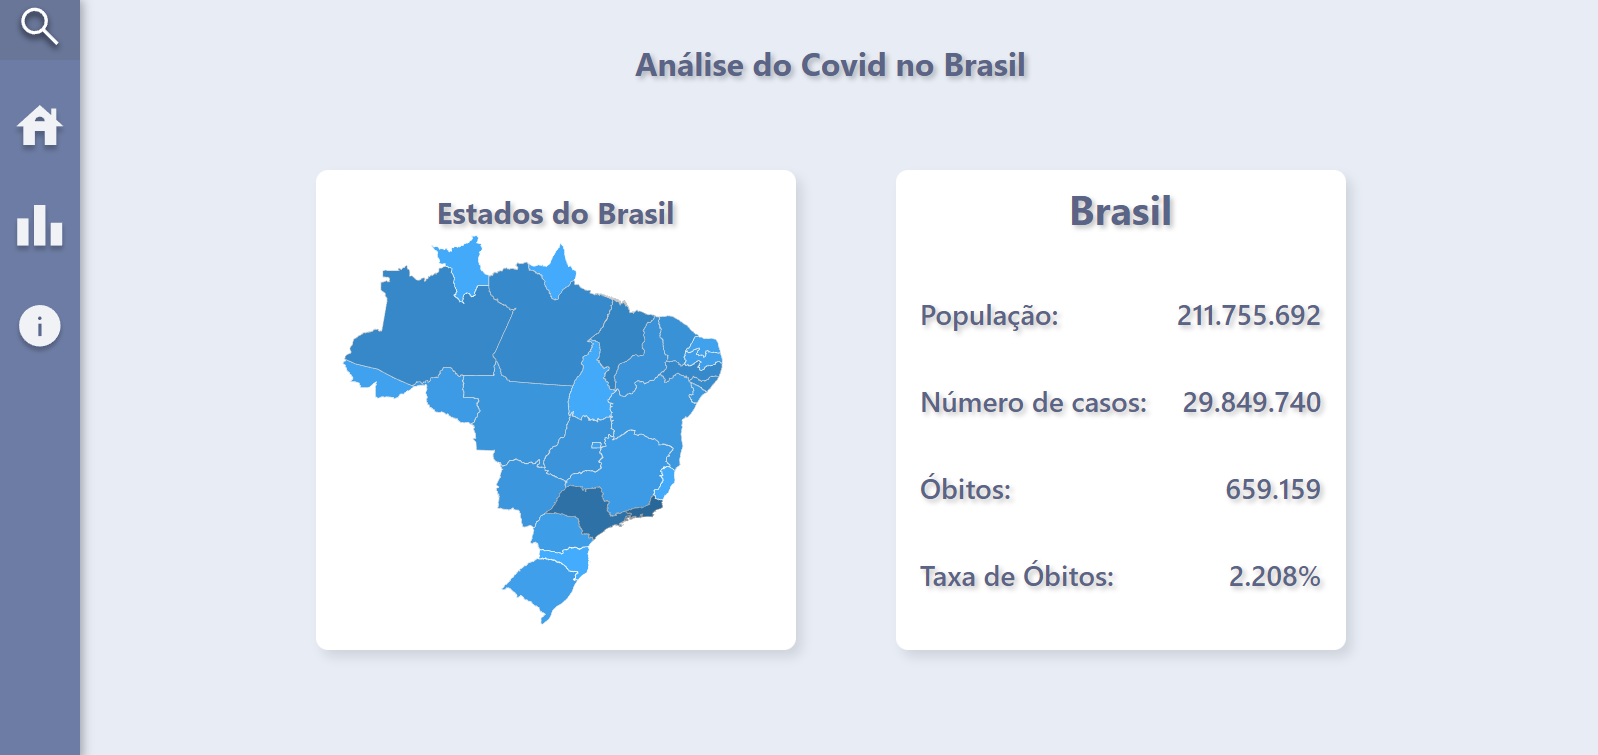 Análise do Covid no Brasil
Estados do Brasil
Brasil
População: 211.755.692
Número de casos: 29.849.740
Óbitos: 659.159
Taxa de Óbitos: 2.208%